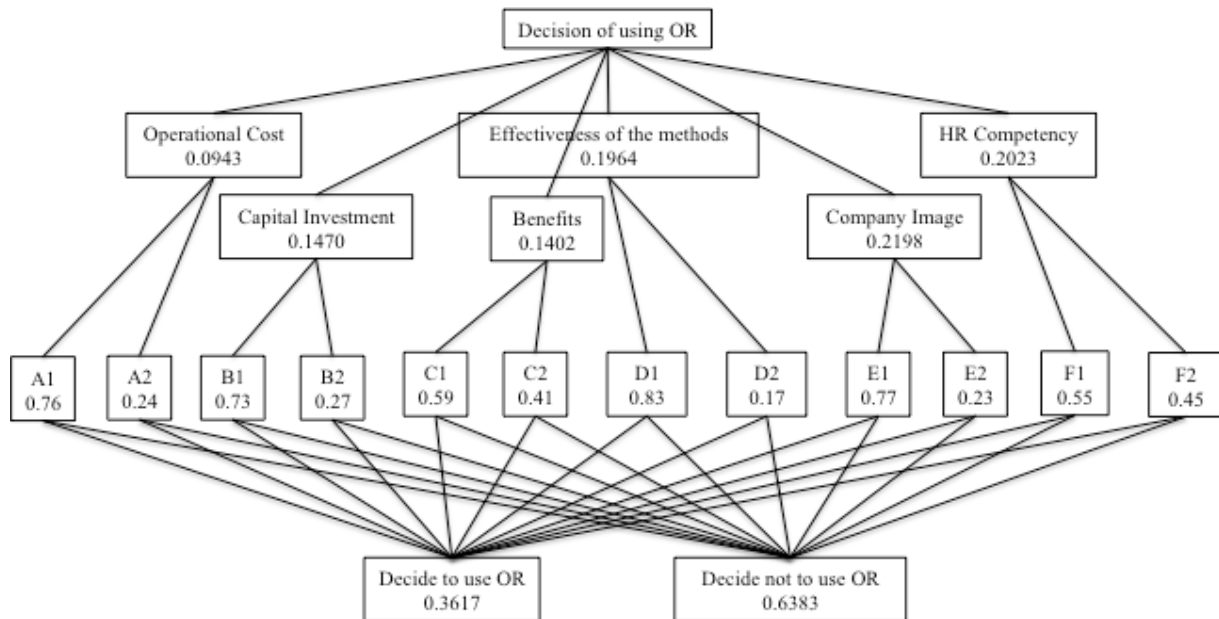 Decision of using OR
Operational Cost
0.0943
Effectiveness of the methods
0.1964
HR Competency
0.2023
Capital Investment
0.1470
Benefits
0.1402
Company Image
0.2198
A1
0.76
A2
0.24
B1
0.73
B2
0.27
C1
0.59
C2
0.41
D1
0.83
D2
0.17
E1
0.77
E2
0.23
F1
0.55
F2
0.45
Decide to use OR
0.3617
Decide not to use OR
0.6383